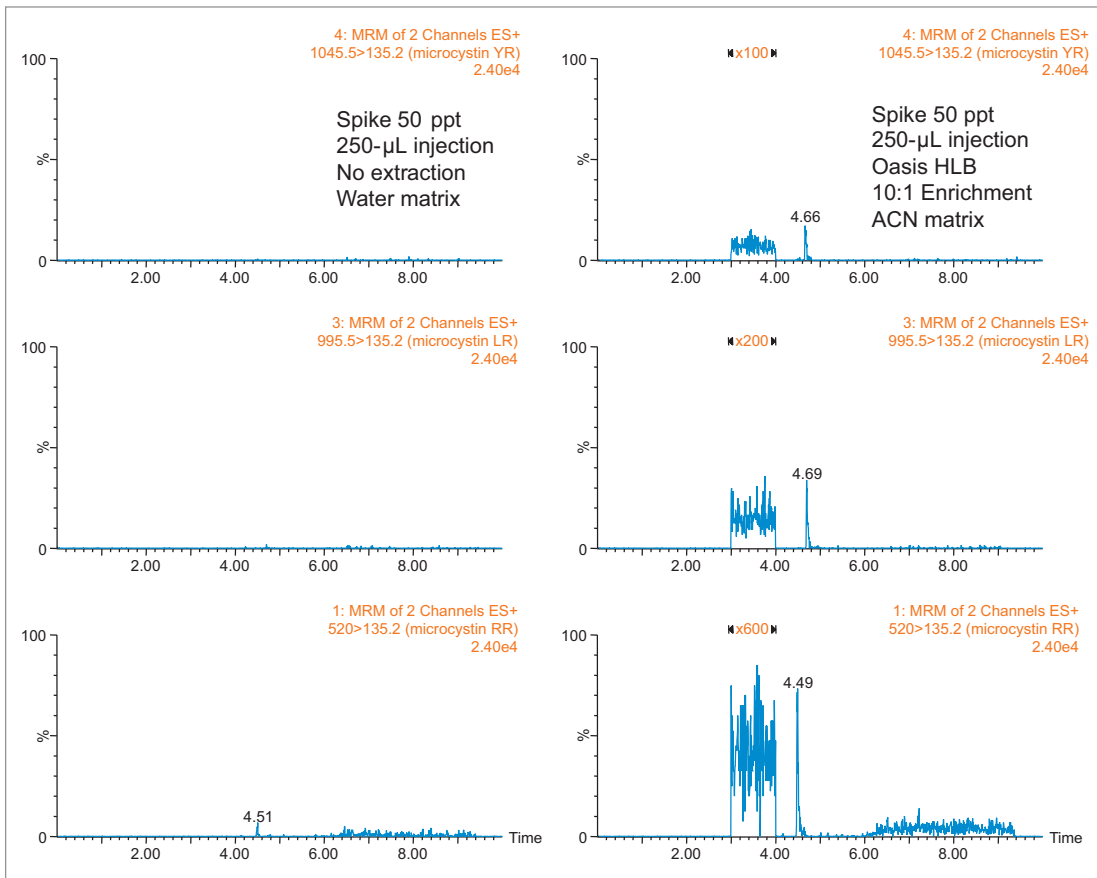 4: MRM of 2 Channels ES+
1045.5>135.2 (microcystin YR)
2.40e4
100
%
0
Spike 50 ppt
250-µL injection
No extraction
Water matrix
2.00 4.00 6.00 8.00
4: MRM of 2 Channels ES+
1045.5>135.2 (microcystin YR)
2.40e4
x100
100
%
0
Spike 50 ppt
250-µL injection
Oasis HLB
10:1 Enrichment
ACN matrix
4.66
2.00 4.00 6.00 8.00
3: MRM of 2 Channels ES+
995.5>135.2 (microcystin LR)
2.40e4
100
%
0
2.00 4.00 6.00 8.00
3: MRM of 2 Channels ES+
995.5>135.2 (microcystin LR)
2.40e4
x200
100
%
0
4.69
2.00 4.00 6.00 8.00
1: MRM of 2 Channels ES+
520>135.2 (microcystin RR)
2.40e4
100
%
0
4.51
Time
2.00 4.00 6.00 8.00
1: MRM of 2 Channels ES+
520>135.2 (microcystin RR)
2.40e4
x600
100
%
0
4.49
Time
2.00 4.00 6.00 8.00